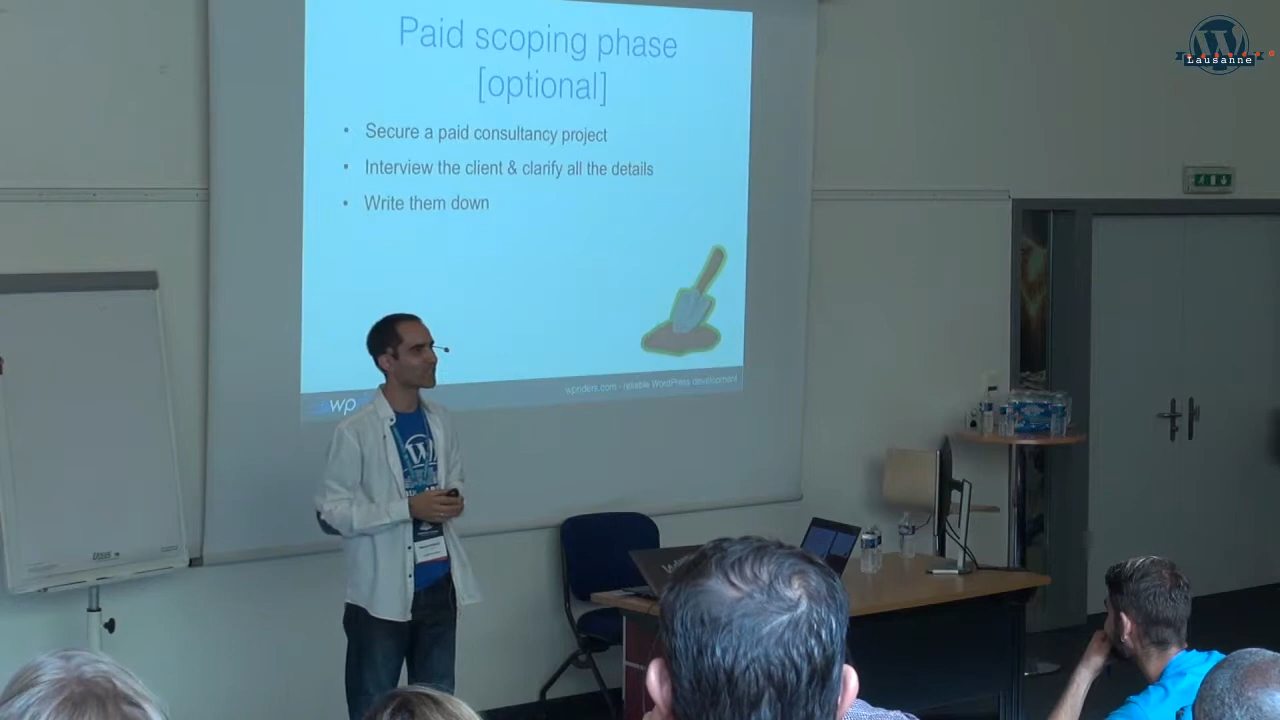 Paid scoping phase
[optional]
• Secure a paid consultancy project
• Interview the client & clarify all the details
• Write them down
wp
wpriders.com - reliable WordPress development
Lausanne